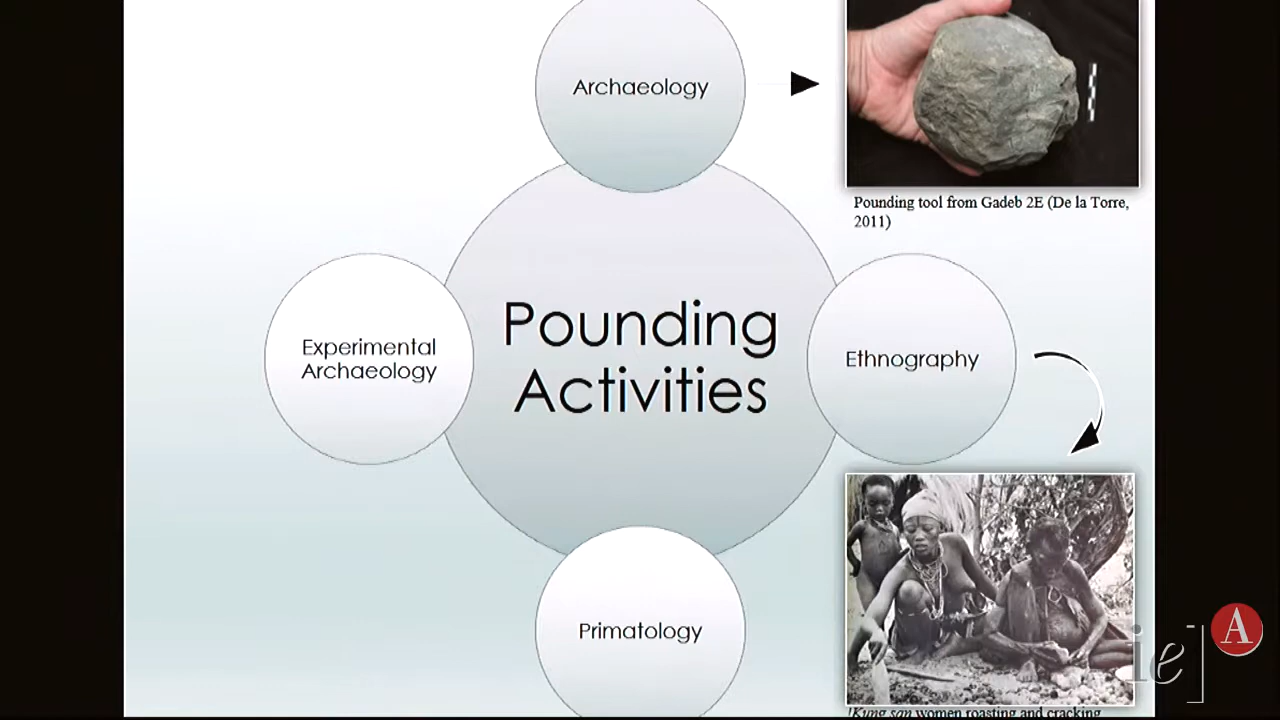 Archaeology
Pounding tool from Gadeb 2E (De la Torre,
2011)
Experimental
Archaeology
Pounding
Activities
Ethnography
Primatology
!Kung san women roasting and cracking
ie]
A